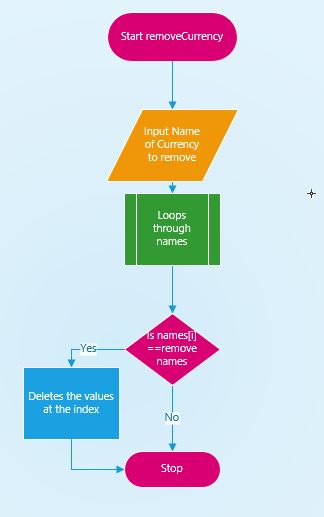 Start removeCurrency
Input Name
of Currency
to remove
Loops
through
names
Is names[i]
==remove
names
Yes
Deletes the values
at the index
No
Stop